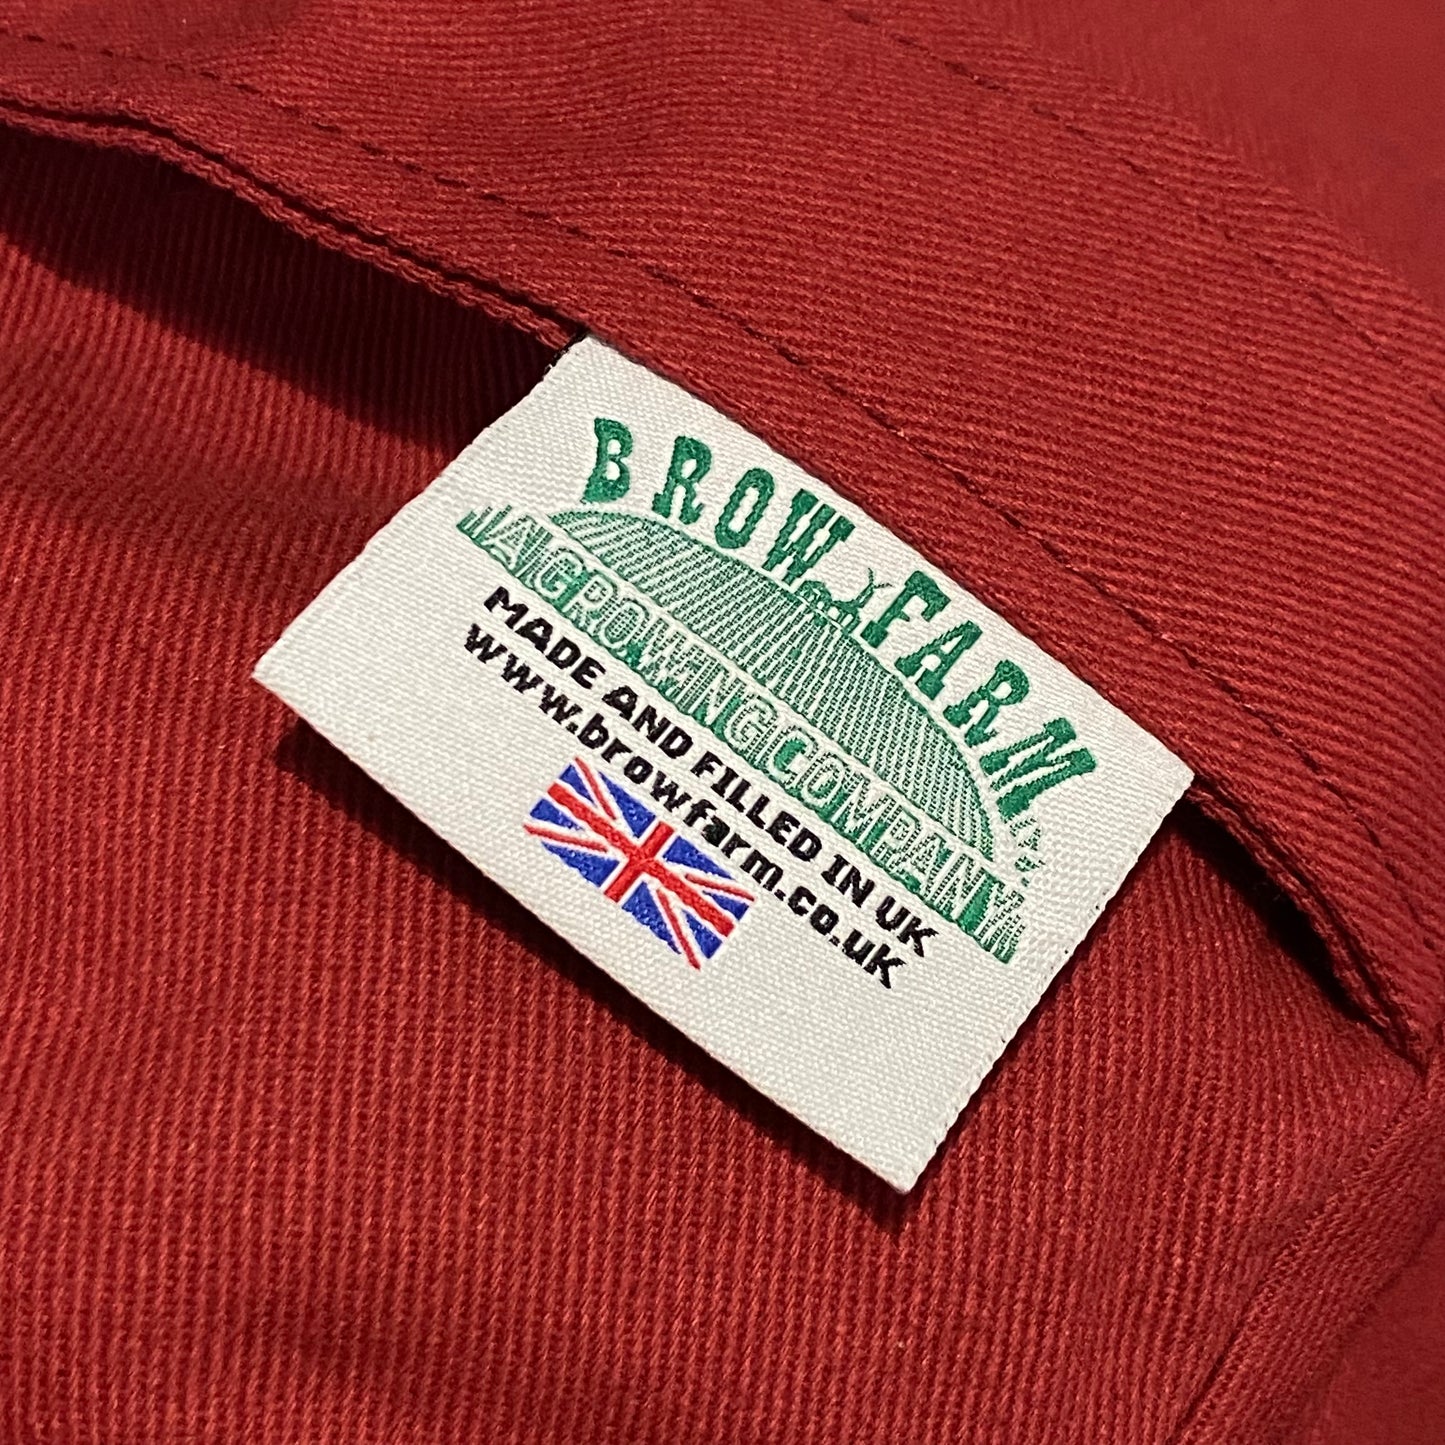 BROW FARM
A GROWING COMPANY
MADE AND FILLED IN UK
www.browfarm.co.uk